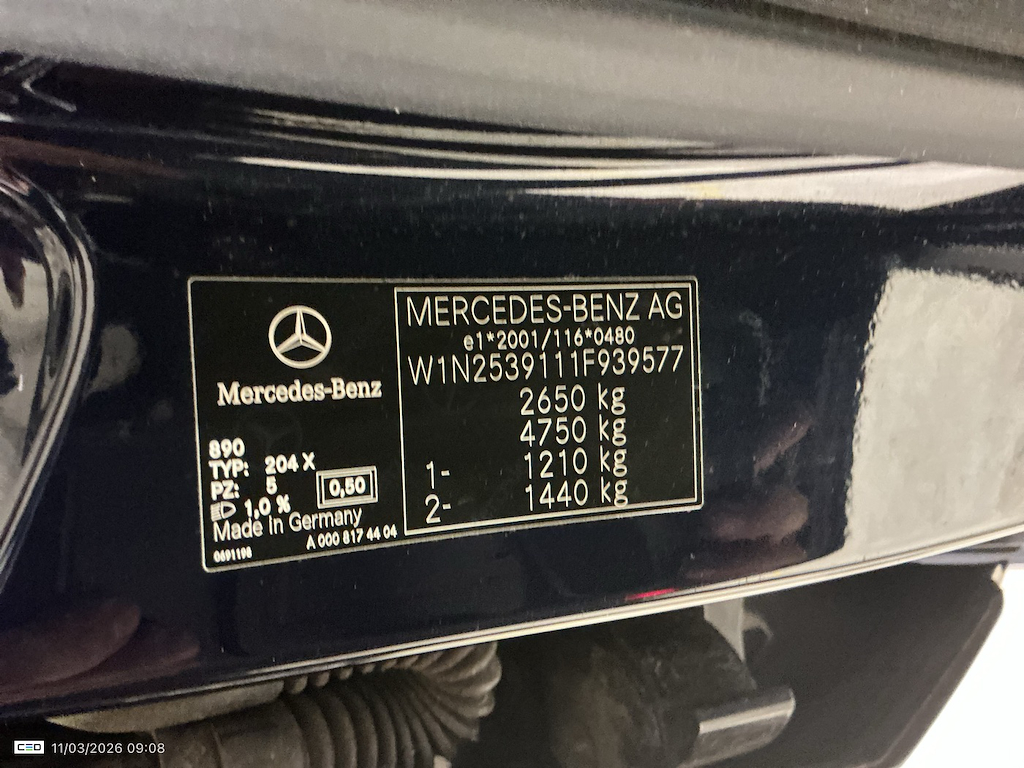 Mercedes-Benz
890
TYP: 204 X
PZ: 5
1,0 %
0,50
Made in Germany
0691198
A 000 817 44 04
MERCEDES-BENZ AG
e1*2001/116*0480
W1N2539111F939577
2650 kg
4750 kg
1- 1210 kg
2- 1440 kg
CEO 11/03/2026 09:08